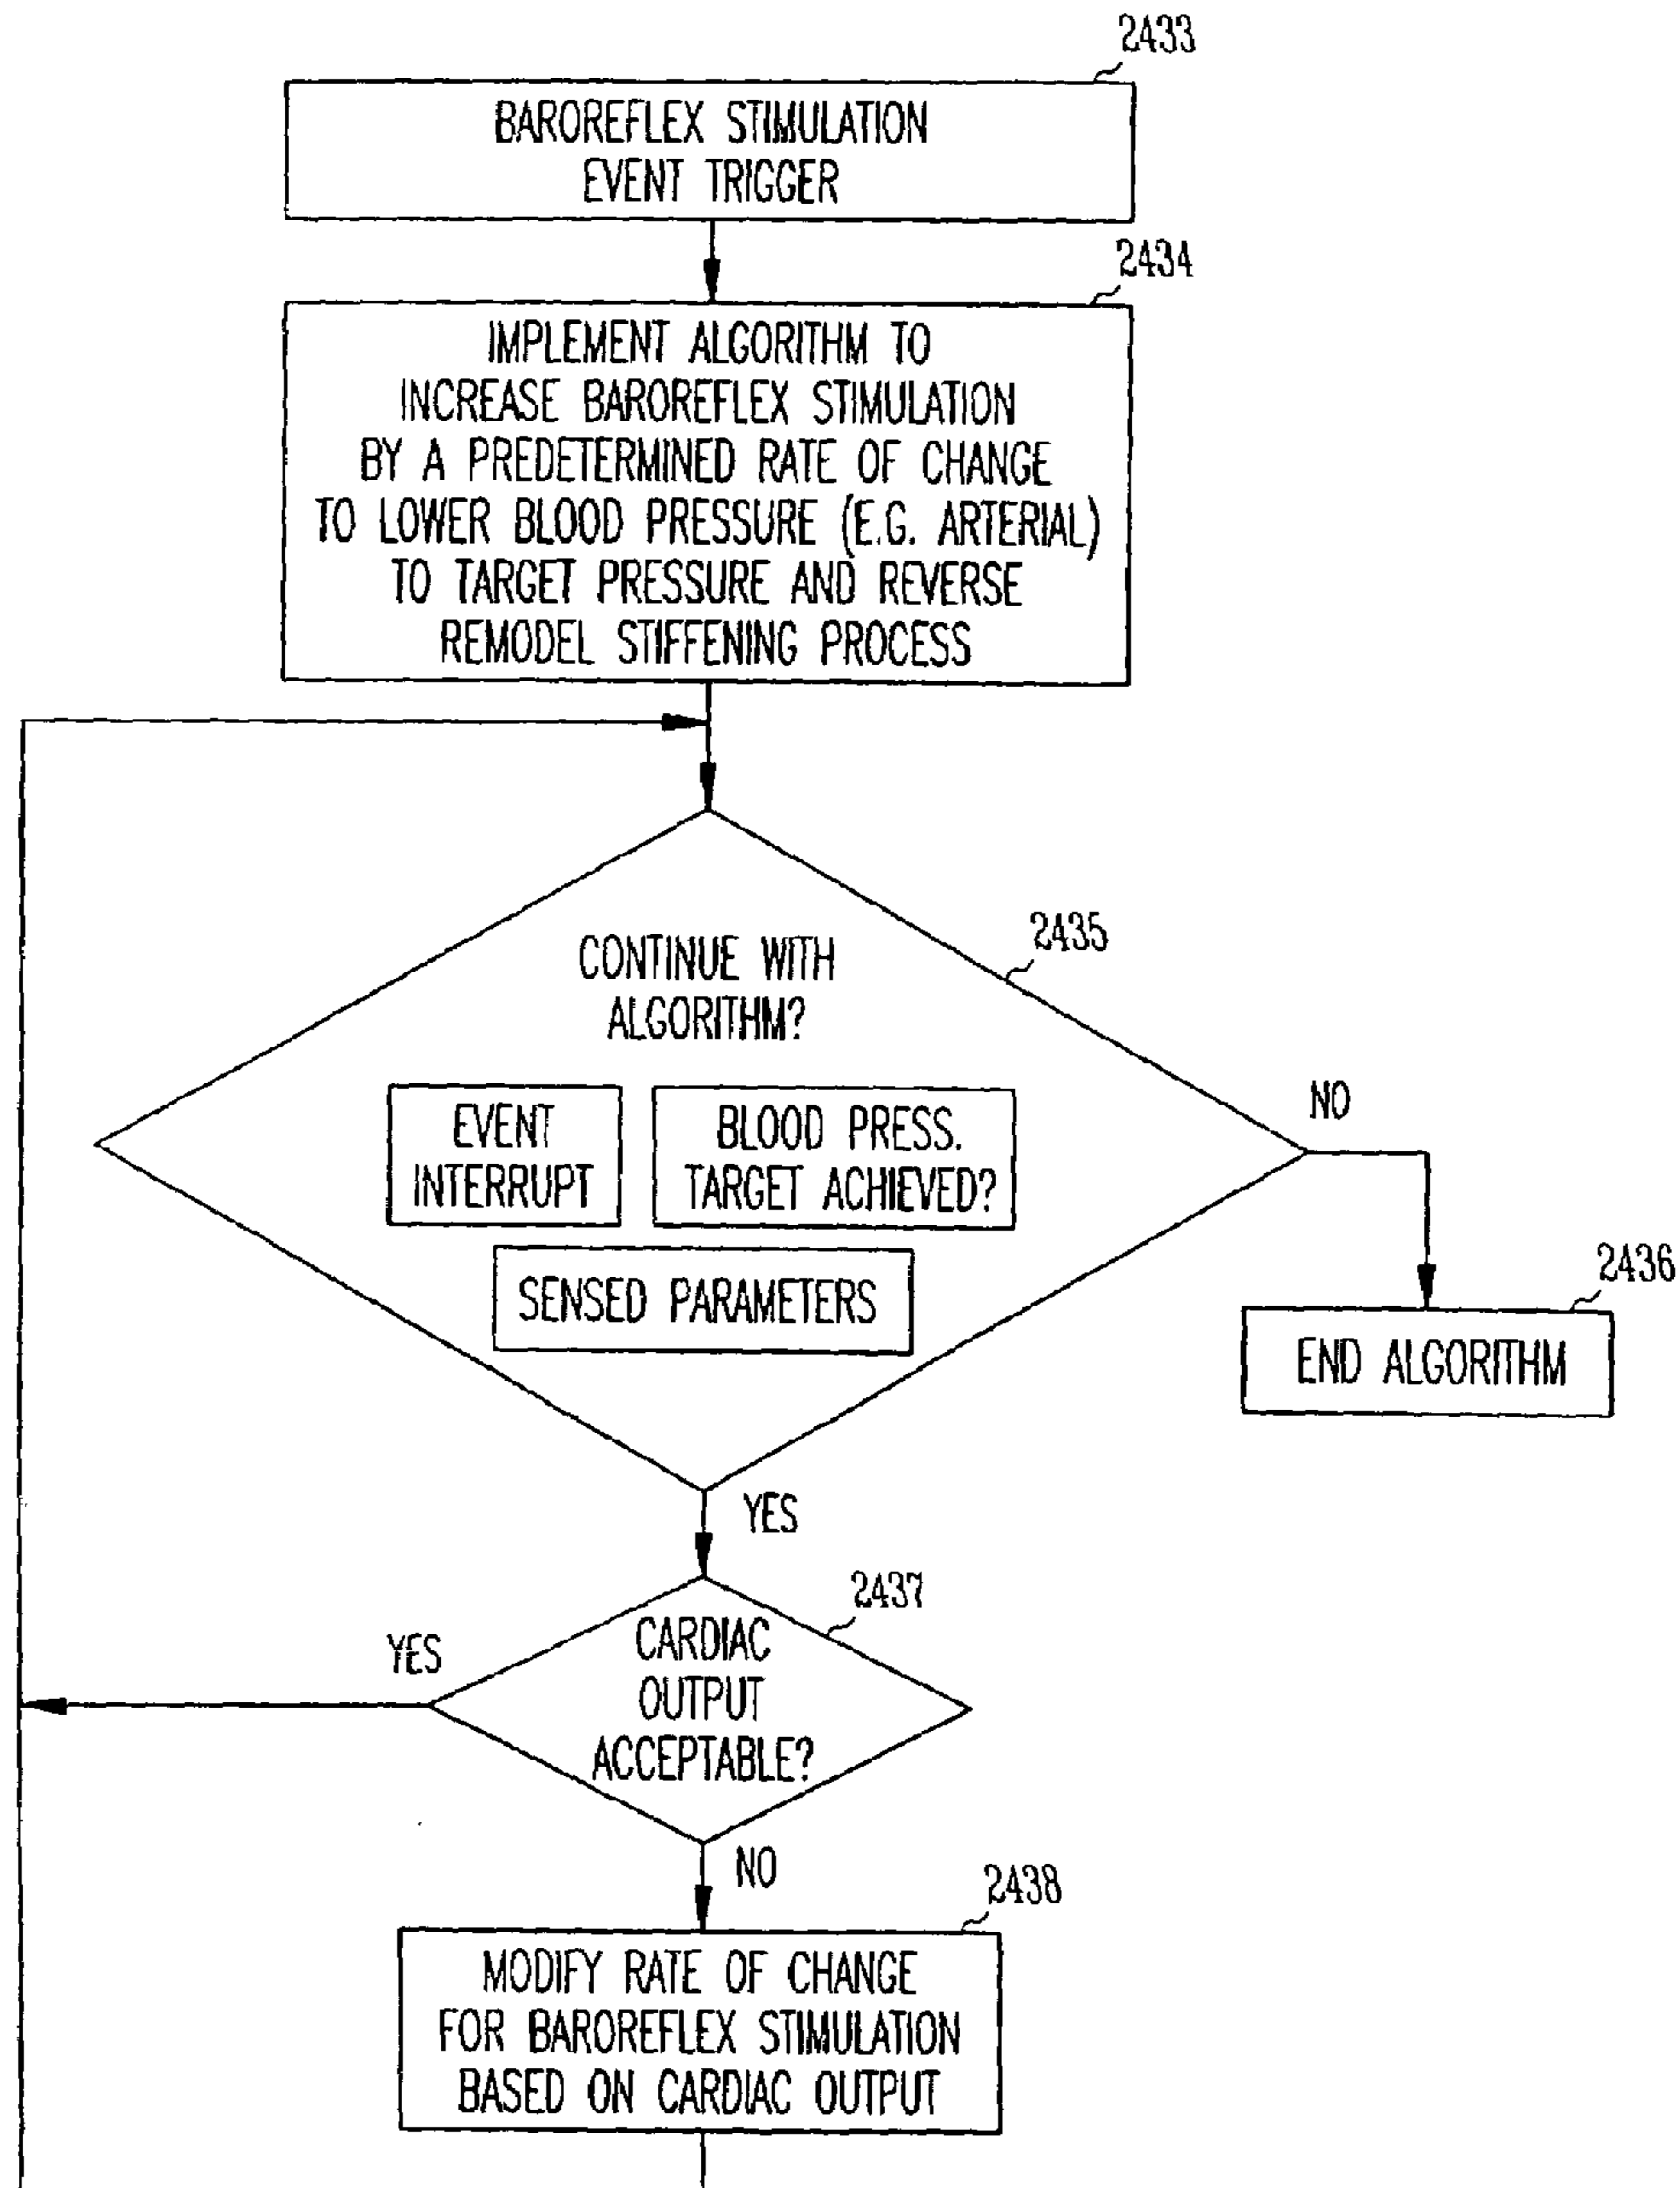 2433
BAROREFLEX STIMULATION
EVENT TRIGGER
2434
IMPLEMENT ALGORITHM TO
INCREASE BAROREFLEX STIMULATION
BY A PREDETERMINED RATE OF CHANGE
TO LOWER BLOOD PRESSURE (E.G. ARTERIAL)
TO TARGET PRESSURE AND REVERSE
REMODEL STIFFENING PROCESS
2435
CONTINUE WITH
ALGORITHM?
NO
EVENT
INTERRUPT
BLOOD PRESS.
TARGET ACHIEVED?
SENSED PARAMETERS
2436
END ALGORITHM
YES
2437
YES
CARDIAC
OUTPUT
ACCEPTABLE?
NO
2438
MODIFY RATE OF CHANGE
FOR BAROREFLEX STIMULATION
BASED ON CARDIAC OUTPUT